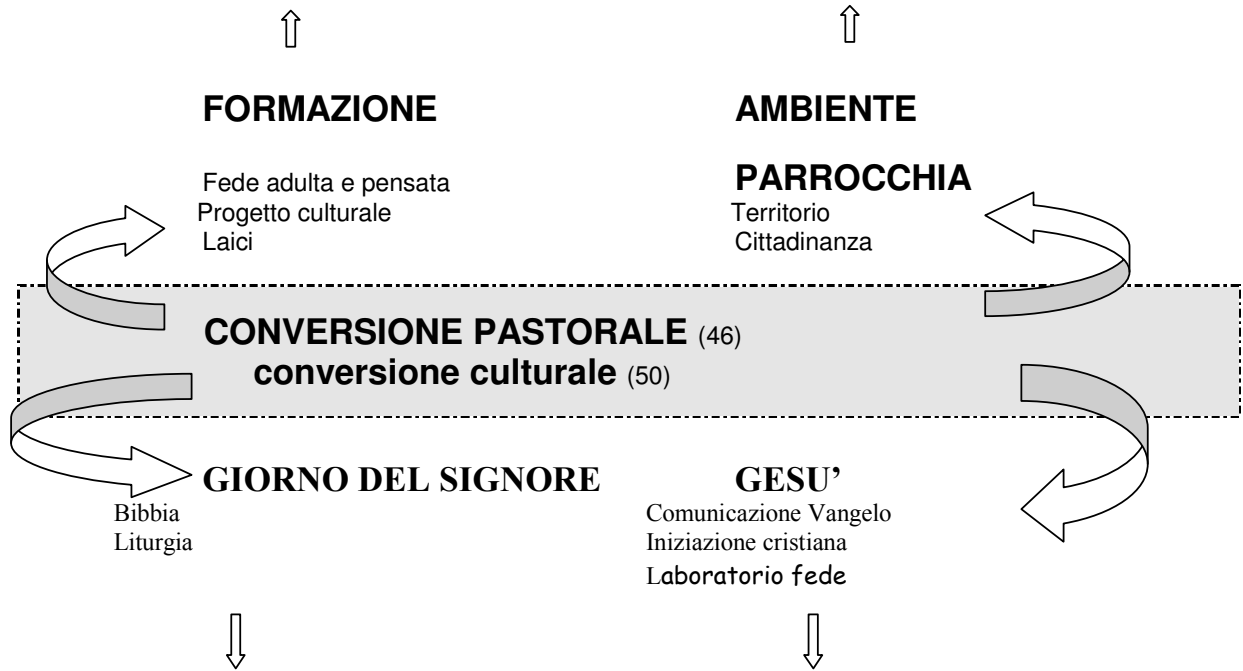 FORMAZIONE
Fede adulta e pensata
Progetto culturale
Laici
AMBIENTE
PARROCCHIA
Territorio
Cittadinanza
CONVERSIONE PASTORALE (46)
conversione culturale (50)
GIORNO DEL SIGNORE
Bibbia
Liturgia
GESU’
Comunicazione Vangelo
Iniziazione cristiana
Laboratorio fede